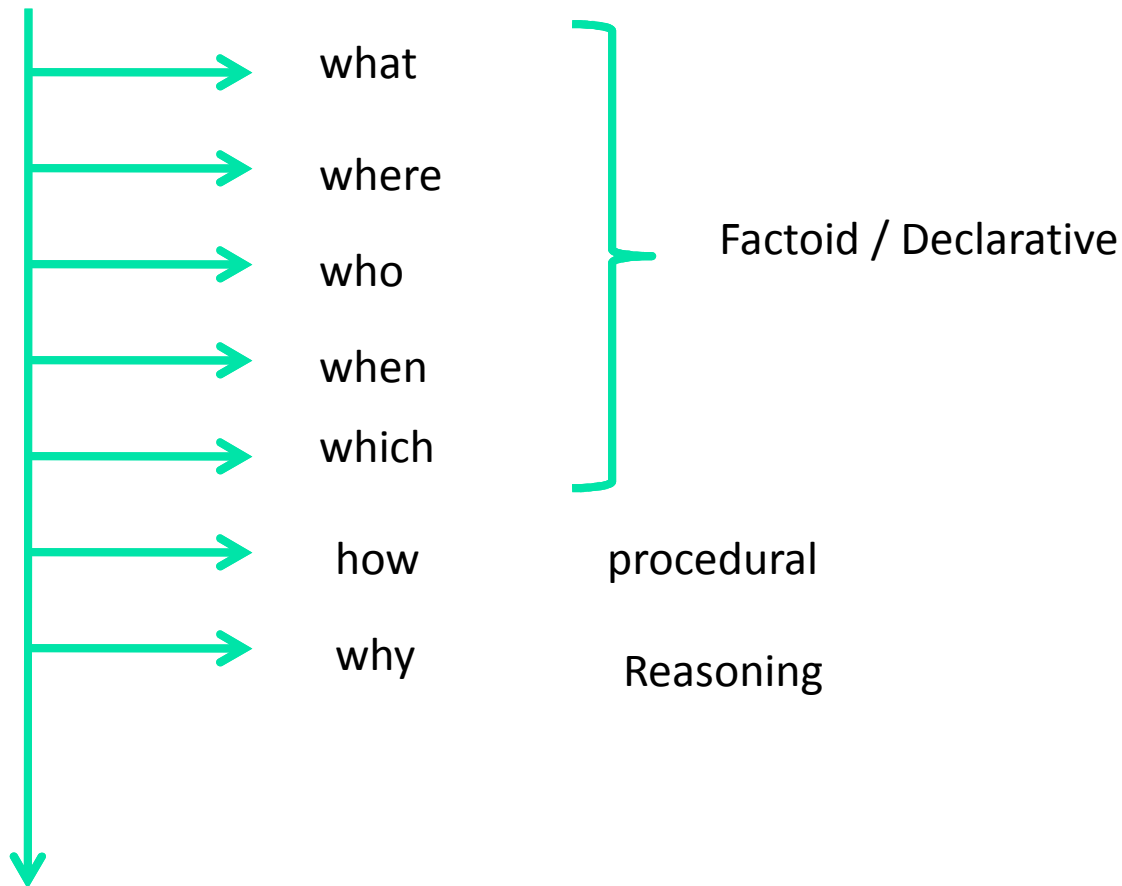 what
where
who
when
which
Factoid / Declarative
how procedural
why Reasoning